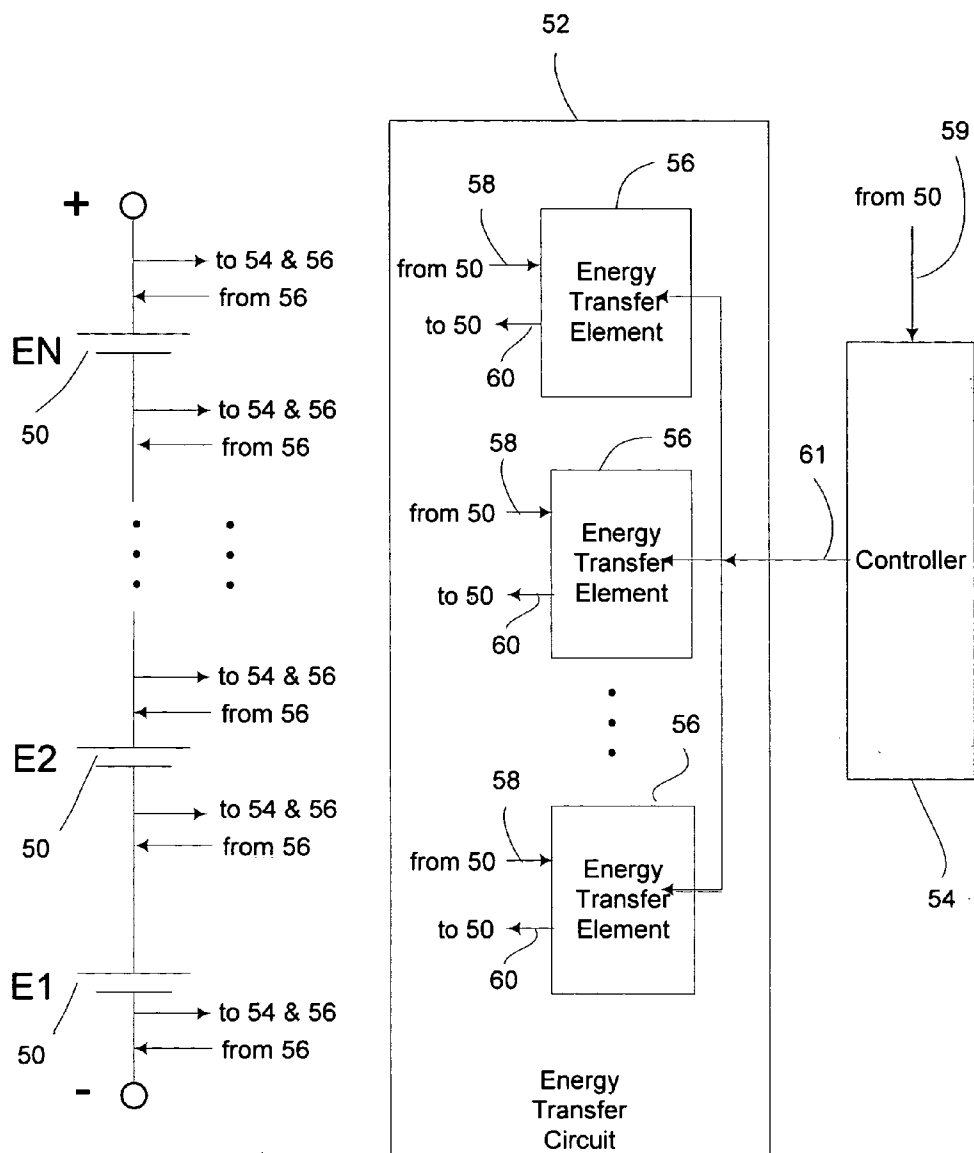 52
59
56
58
from 50
+
to 54 & 56
from 50
Energy
Transfer
Element
from 56
to 50
60
EN
50
to 54 & 56
from 56
56
58
61
from 50
Energy
Transfer
Element
Controller
to 50
60
to 54 & 56
from 56
56
E2
58
50
to 54 & 56
from 56
from 50
Energy
Transfer
Element
54
to 50
60
E1
50
to 54 & 56
from 56
-
Energy
Transfer
Circuit